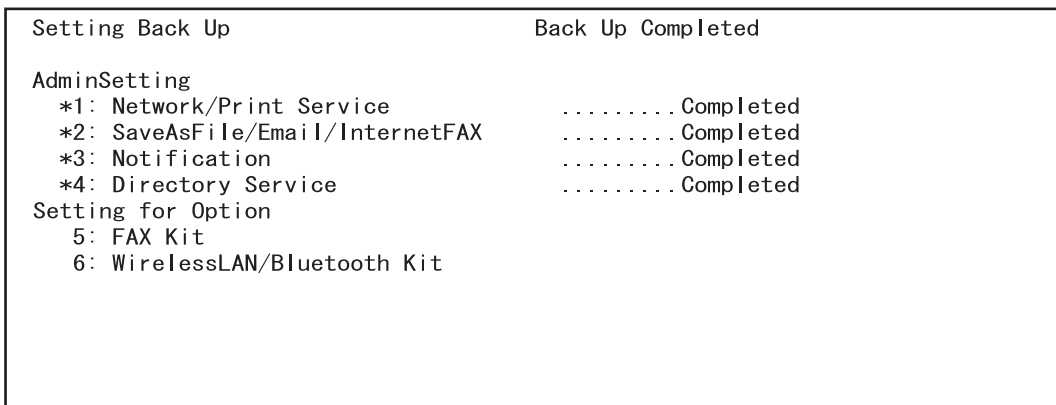 Setting Back Up Back Up Completed
AdminSetting
*1: Network/Print Service .........Completed
*2: SaveAsFile/Email/InternetFAX .........Completed
*3: Notification .........Completed
*4: Directory Service .........Completed
Setting for Option
5: FAX Kit
6: WirelessLAN/Bluetooth Kit